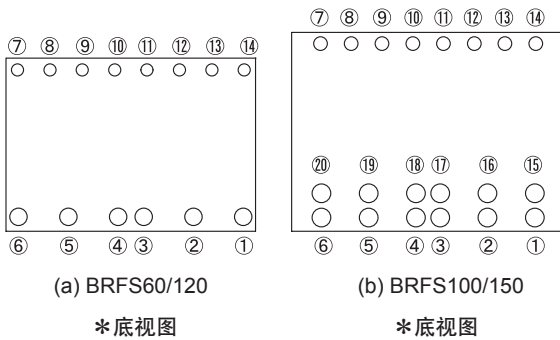 ⑦ ⑧ ⑨ ⑩ ⑪ ⑫ ⑬ ⑭
⑥ ⑤ ④ ③ ② ①
(a) BRFS60/120
*底视图
⑦ ⑧ ⑨ ⑩ ⑪ ⑫ ⑬ ⑭
⑳ ⑲ ⑱ ⑰ ⑯ ⑮
⑥ ⑤ ④ ③ ② ①
(b) BRFS100/150
*底视图